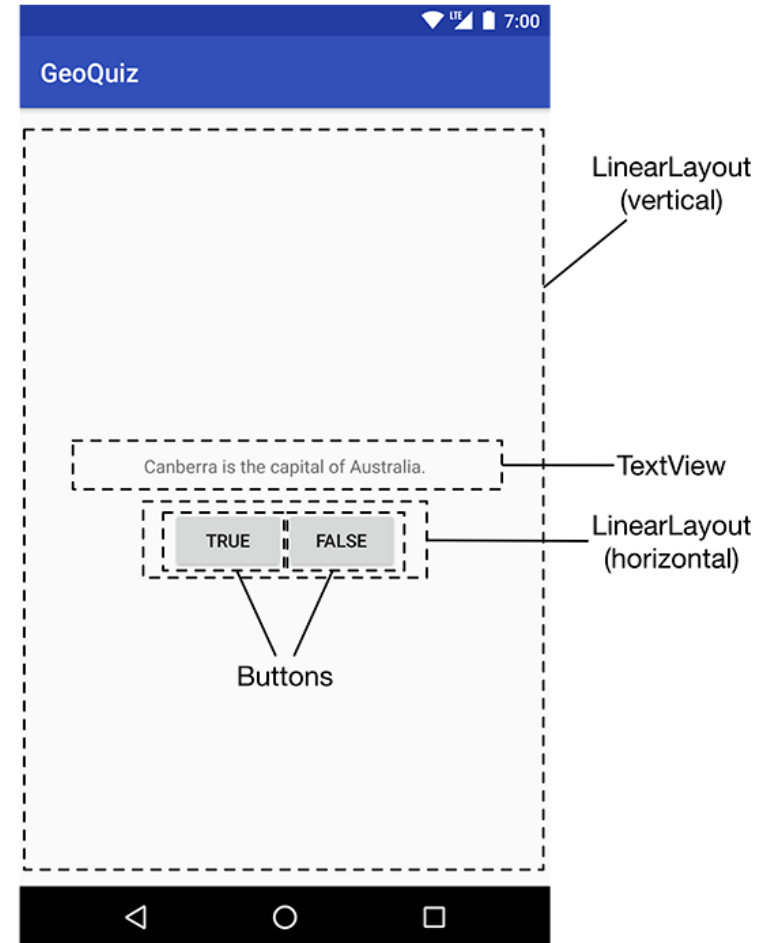 LTE 7:00
GeoQuiz
LinearLayout
(vertical)
Canberra is the capital of Australia.
TextView
LinearLayout
(horizontal)
TRUE FALSE
Buttons